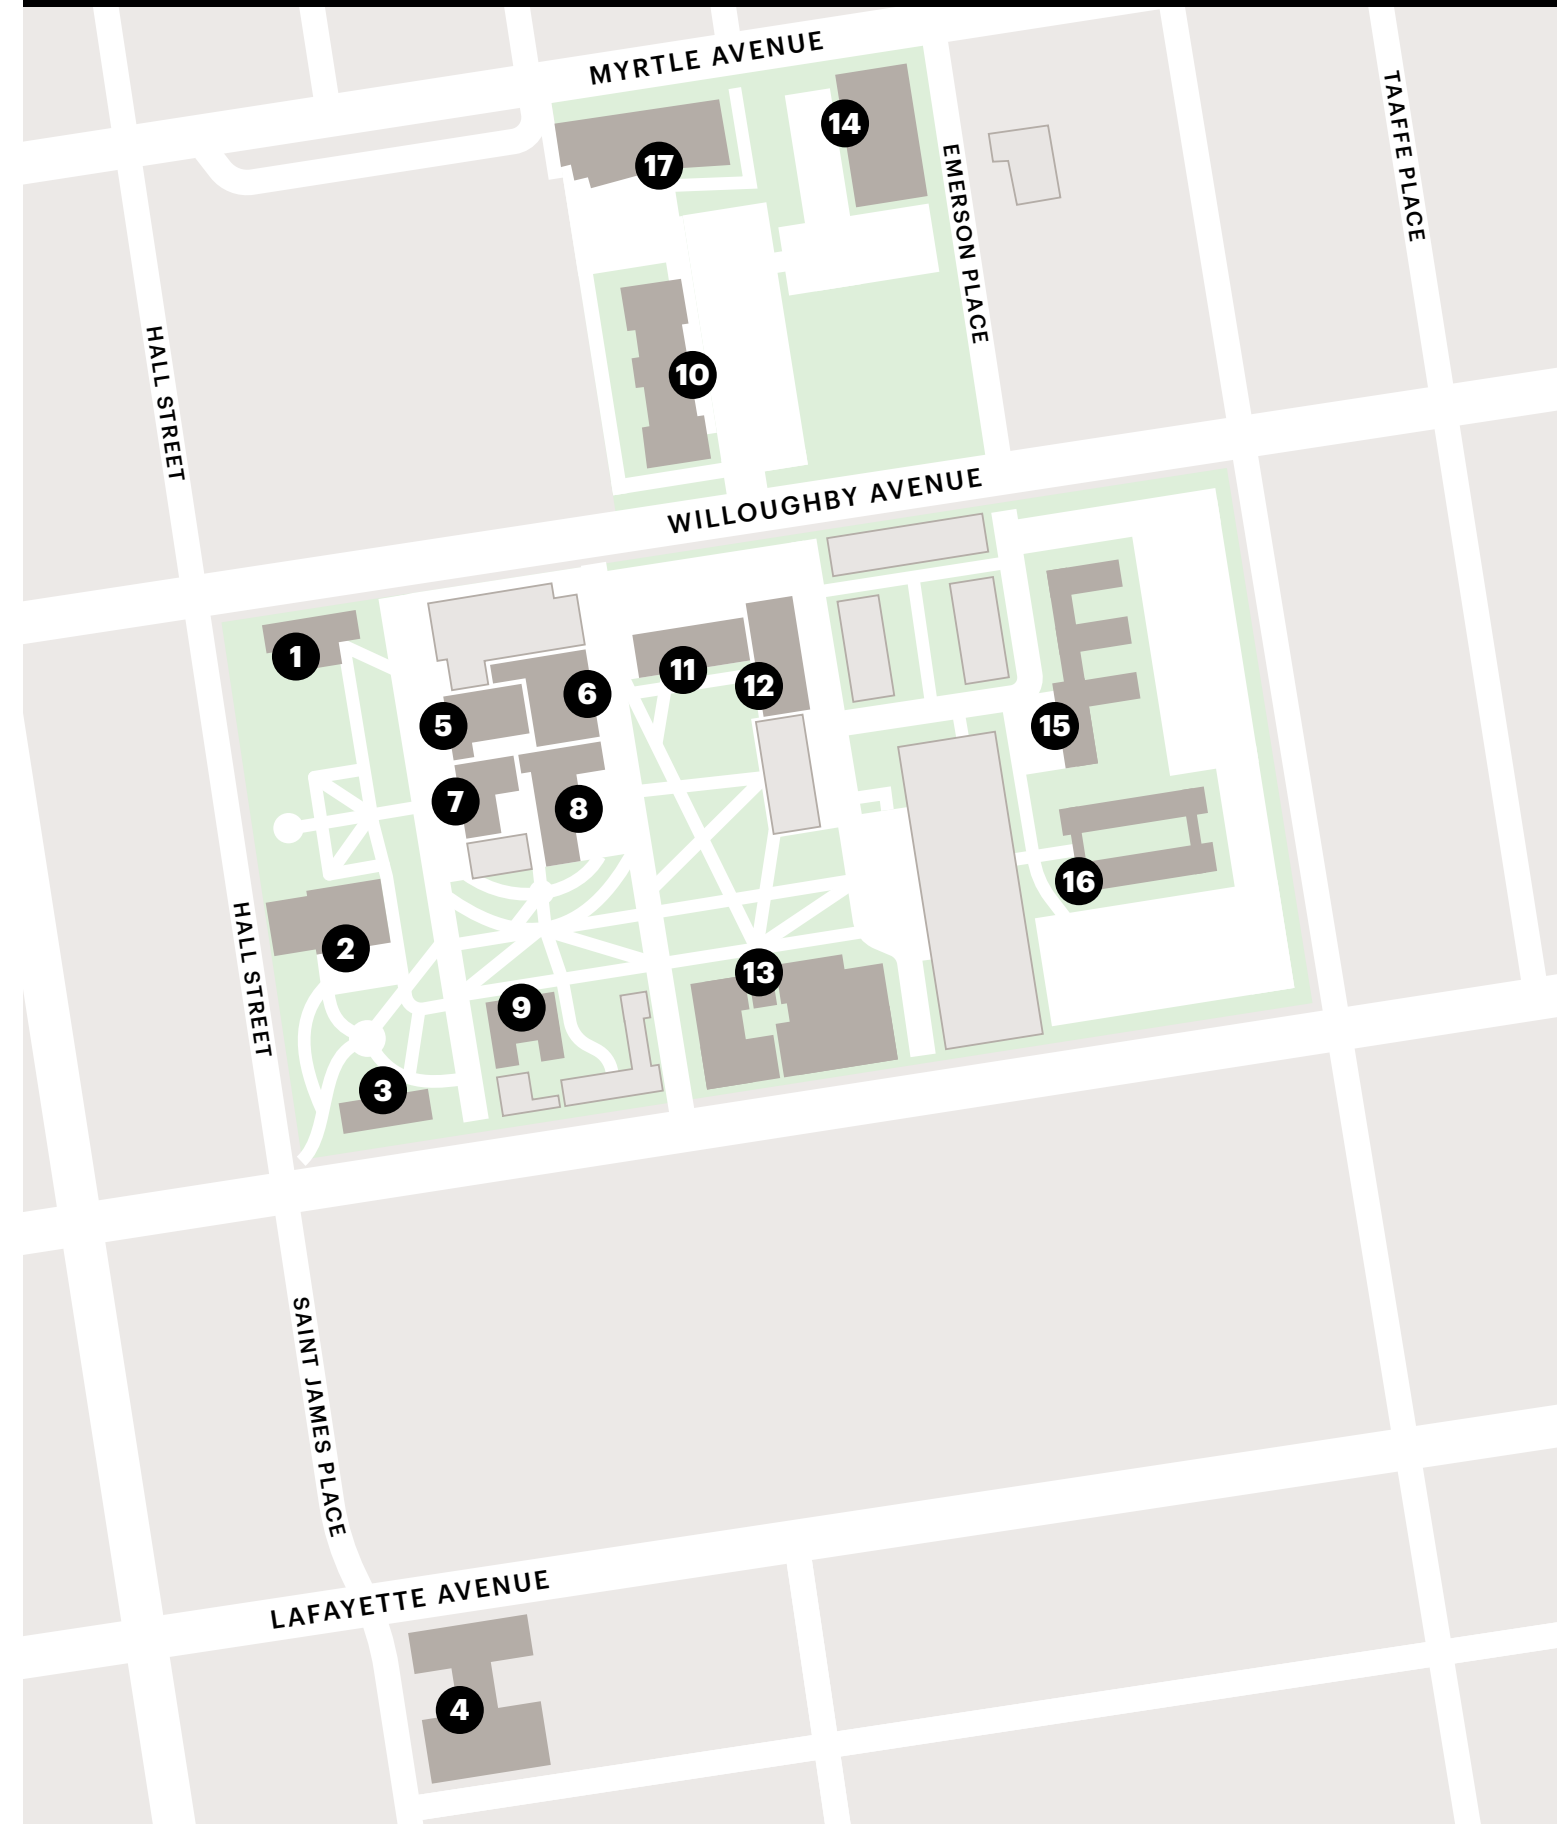 MYRTLE AVENUE
14
17
TAAFFE PLACE
EMERSON PLACE
HALL STREET
10
WILLOUGHBY AVENUE
1
11
12
6
5
15
7
8
16
HALL STREET
2
13
9
3
SAINT JAMES PLACE
LAFAYETTE AVENUE
4